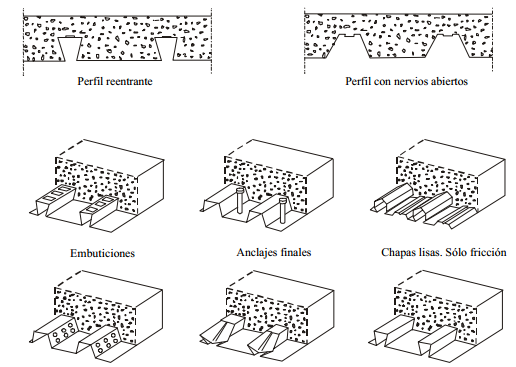 Perfil reentrante
Perfil con nervios abiertos
Embuticiones
Anclajes finales
Chapas lisas. Sólo fricción